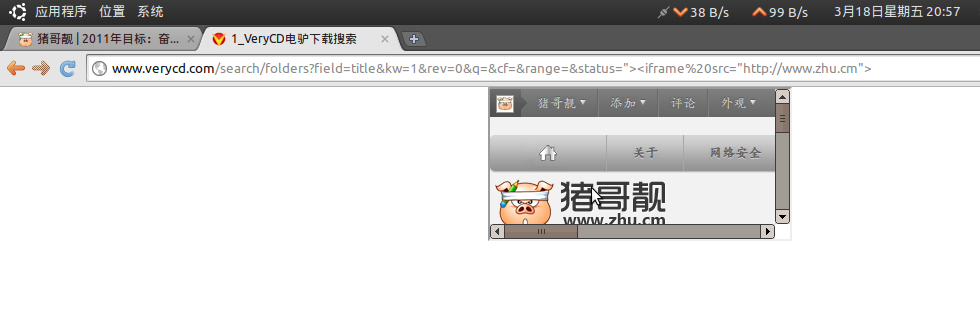 应用程序 位置 系统 38 B/s 99 B/s 3月18日星期五 20:57
猪哥靓 | 2011年目标：奋... 1_VeryCD电驴下载搜索
www.verycd.com/search/folders?field=title&kw=1&rev=0&q=&cf=&range=&status="><iframe%20src="http://www.zhu.cm">
猪哥靓 添加 评论 外观
关于 网络安全
猪哥靓
www.zhu.cm